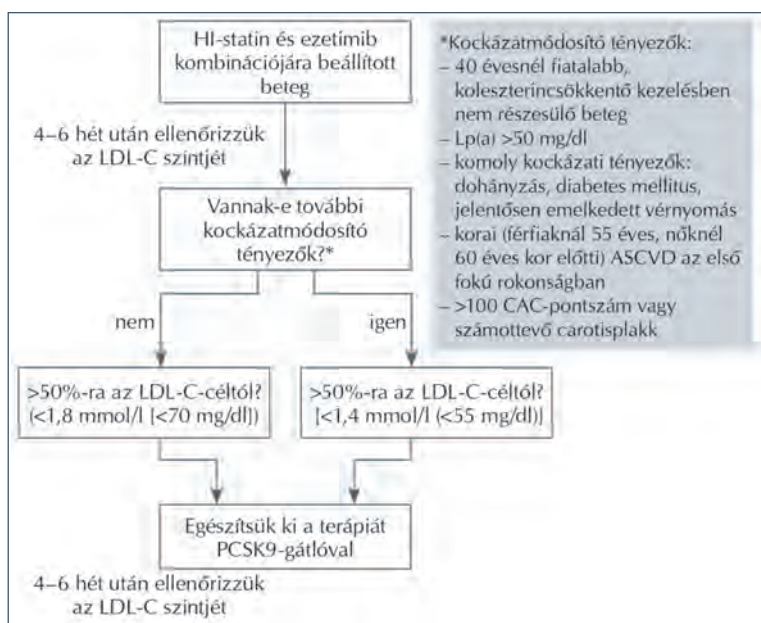 HI-statin és ezetímib
kombinációjára beállított
beteg
4–6 hét után ellenőrizzük
az LDL-C szintjét
Vannak-e további
kockázatmódosító
tényezők?*
nem
igen
>50%-ra az LDL-C-céltól?
(<1,8 mmol/l [<70 mg/dl])
>50%-ra az LDL-C-céltól?
[<1,4 mmol/l (<55 mg/dl)]
Egészítsük ki a terápiát
PCSK9-gátlóval
4–6 hét után ellenőrizzük
az LDL-C szintjét
*Kockázatmódosító tényezők:
– 40 évesnél fiatalabb,
koleszterincsökkentő kezelésben
nem részesülő beteg
– Lp(a) >50 mg/dl
– komoly kockázati tényezők:
dohányzás, diabetes mellitus,
jelentősen emelkedett vérnyomás
– korai (férfiaknál 55 éves, nőknél
60 éves kor előtti) ASCVD az első
fokú rokonságban
– >100 CAC-pontszám vagy
számottevő carotisplakk